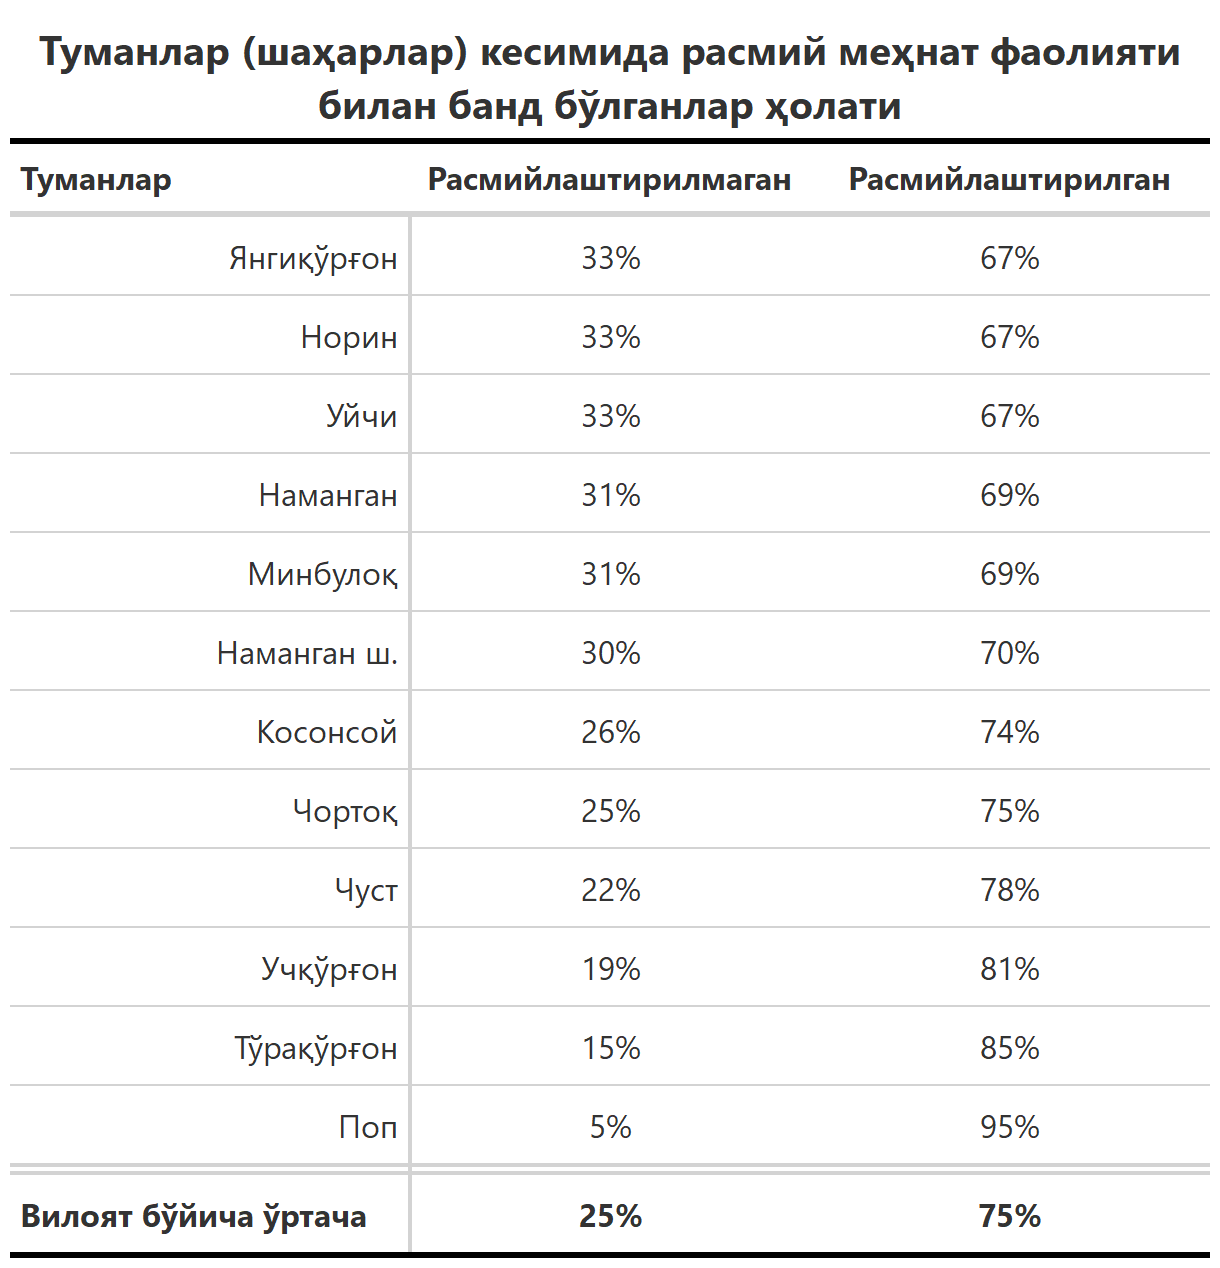 Туманлар (шаҳарлар) кесимида расмий меҳнат фаолияти
билан банд бўлганлар ҳолати
Туманлар Расмийлаштирилмаган Расмийлаштирилган
Янгиқўрғон 33% 67%
Норин 33% 67%
Уйчи 33% 67%
Наманган 31% 69%
Минбулоқ 31% 69%
Наманган ш. 30% 70%
Косонсой 26% 74%
Чортоқ 25% 75%
Чуст 22% 78%
Учқўрғон 19% 81%
Тўрақўрғон 15% 85%
Поп 5% 95%
Вилоят бўйича ўртача 25% 75%